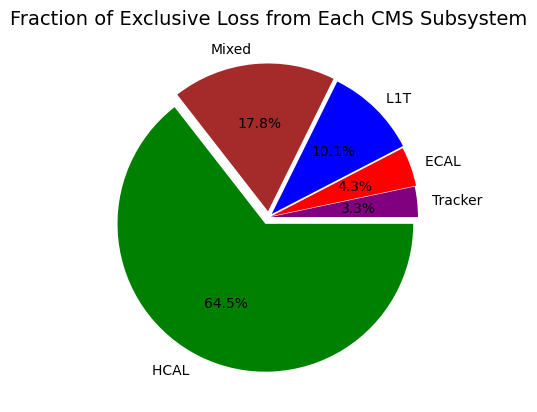 Fraction of Exclusive Loss from Each CMS Subsystem
Mixed
17.8%
L1T
10.1%
ECAL
4.3%
Tracker
3.3%
64.5%
HCAL